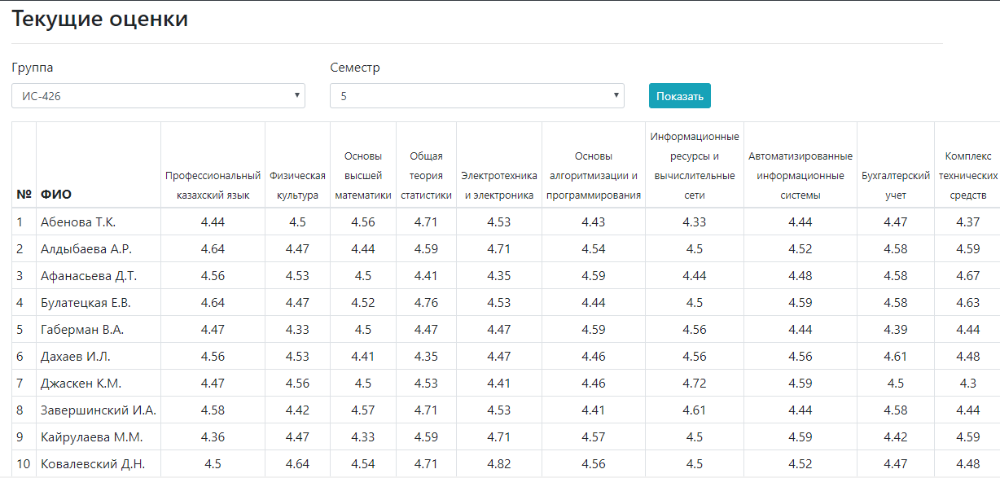 Текущие оценки
Группа Семестр
ИС-426 5 Показать
№ ФИО Профессиональный казахский язык Физическая культура Основы высшей математики Общая теория статистики Электротехника и электроника Основы алгоритмизации и программирования Информационные ресурсы и вычислительные сети Автоматизированные информационные системы Бухгалтерский учет Комплекс технических средств
1 Абенова Т.К. 4.44 4.5 4.56 4.71 4.53 4.43 4.33 4.44 4.47 4.37
2 Алдыбаева А.Р. 4.64 4.47 4.44 4.59 4.71 4.54 4.5 4.52 4.58 4.59
3 Афанасьева Д.Т. 4.56 4.53 4.5 4.41 4.35 4.59 4.44 4.48 4.58 4.67
4 Булатецкая Е.В. 4.64 4.47 4.52 4.76 4.53 4.44 4.5 4.59 4.58 4.63
5 Габерман В.А. 4.47 4.33 4.5 4.47 4.47 4.59 4.56 4.44 4.39 4.44
6 Дахаев И.Л. 4.56 4.53 4.41 4.35 4.47 4.46 4.56 4.56 4.61 4.48
7 Джаскен К.М. 4.47 4.56 4.5 4.53 4.41 4.46 4.72 4.59 4.5 4.3
8 Завершинский И.А. 4.58 4.42 4.57 4.71 4.53 4.41 4.61 4.44 4.58 4.44
9 Кайрулаева М.М. 4.36 4.47 4.33 4.59 4.71 4.57 4.5 4.59 4.42 4.59
10 Ковалевский Д.Н. 4.5 4.64 4.54 4.71 4.82 4.56 4.5 4.52 4.47 4.48